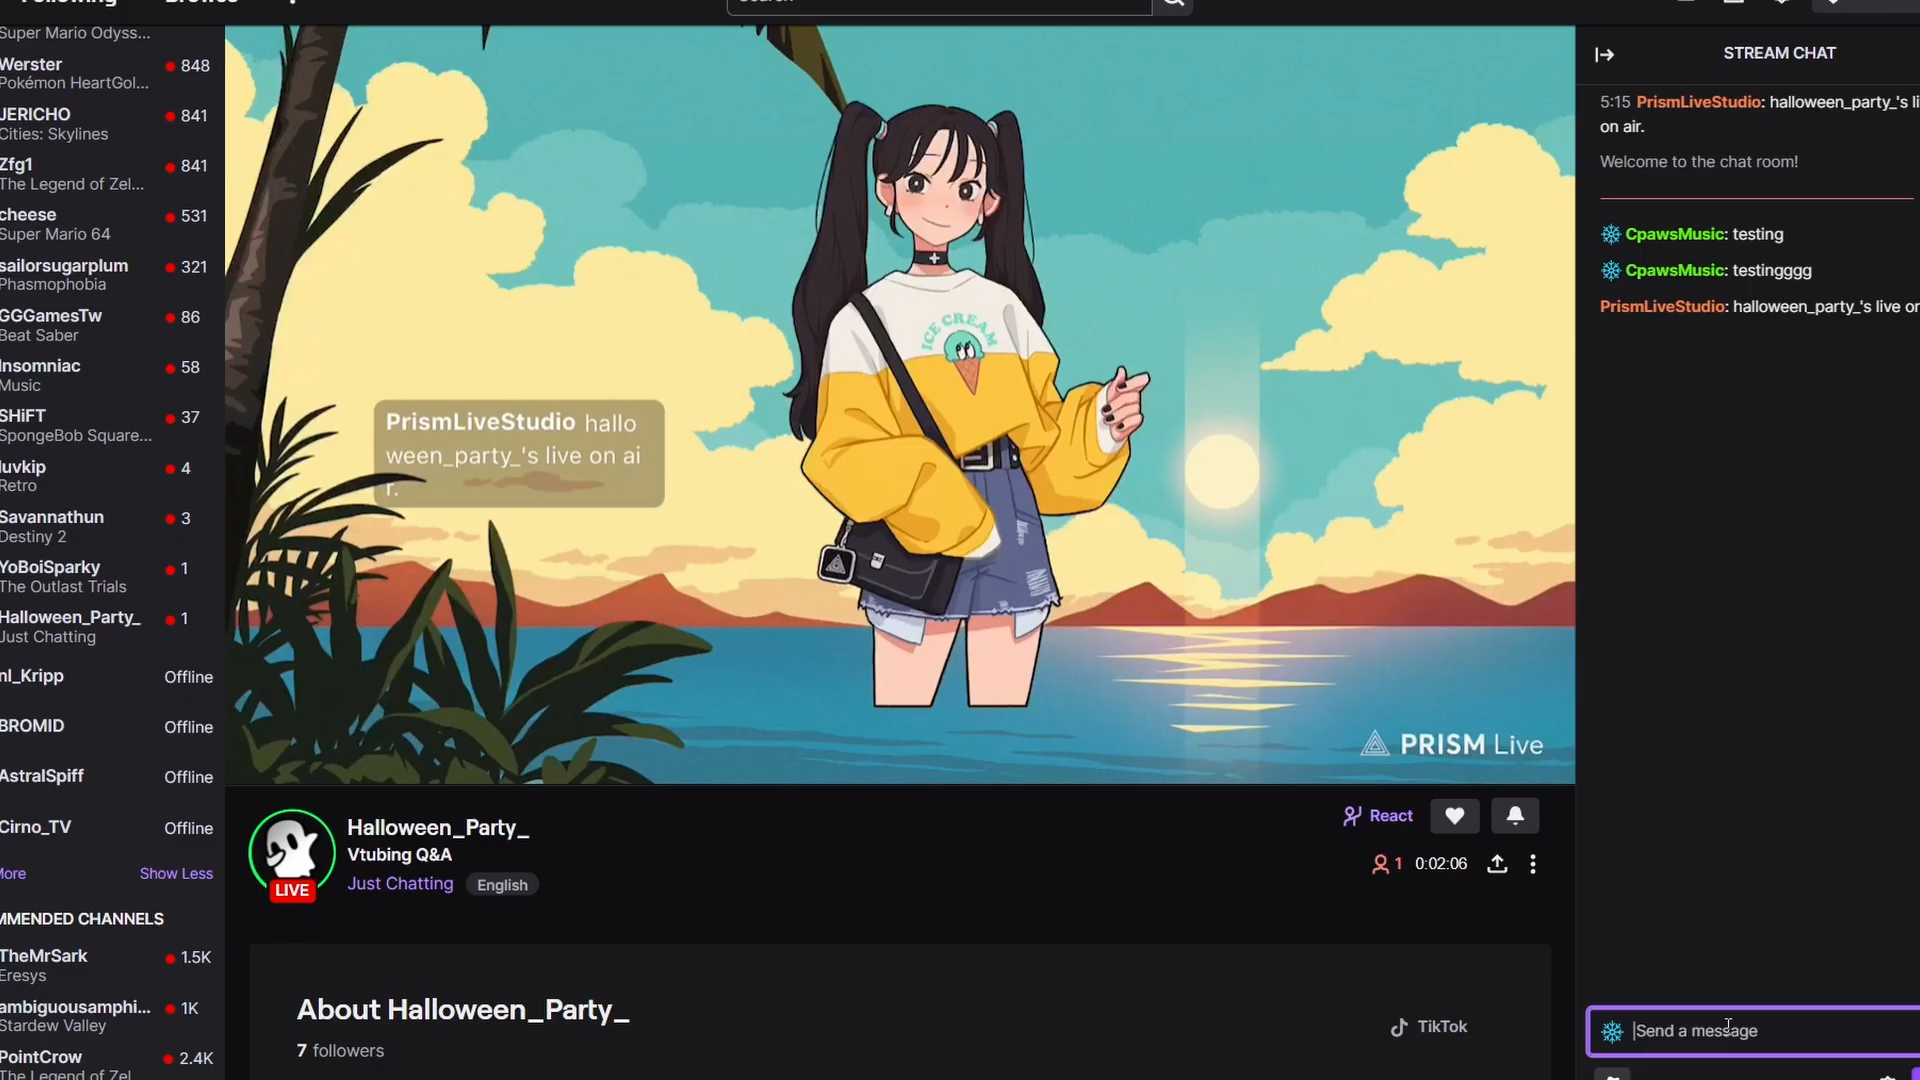 Super Mario Odyss...
Werster 848
Pokémon HeartGol...
JERICHO 841
Cities: Skylines
Zfg1 841
The Legend of Zel...
cheese 531
Super Mario 64
sailorsugarplum 321
Phasmophobia
GGGamesTw 86
Beat Saber
Insomniac 58
Music
SHiFT 37
SpongeBob Square...
luvkip 4
Retro
Savannathun 3
Destiny 2
YoBoiSparky 1
The Outlast Trials
Halloween_Party_ 1
Just Chatting
nl_Kripp Offline
BROMID Offline
AstralSpiff Offline
Cirno_TV Offline
More Show Less
MMENDED CHANNELS
TheMrSark 1.5K
Eresys
ambiguousamphi... 1K
Stardew Valley
PointCrow 2.4K
The Legend of Zel
ICE CREAM
PrismLiveStudio hallo
ween_party_'s live on ai
r.
PRISM Live
Halloween_Party_
LIVE
Vtubing Q&A
Just Chatting English
React
1 0:02:06
About Halloween_Party_
7 followers
TikTok
STREAM CHAT
5:15 PrismLiveStudio: halloween_party_'s li
on air.
Welcome to the chat room!
CpawsMusic: testing
CpawsMusic: testingggg
PrismLiveStudio: halloween_party_'s live or
Send a message